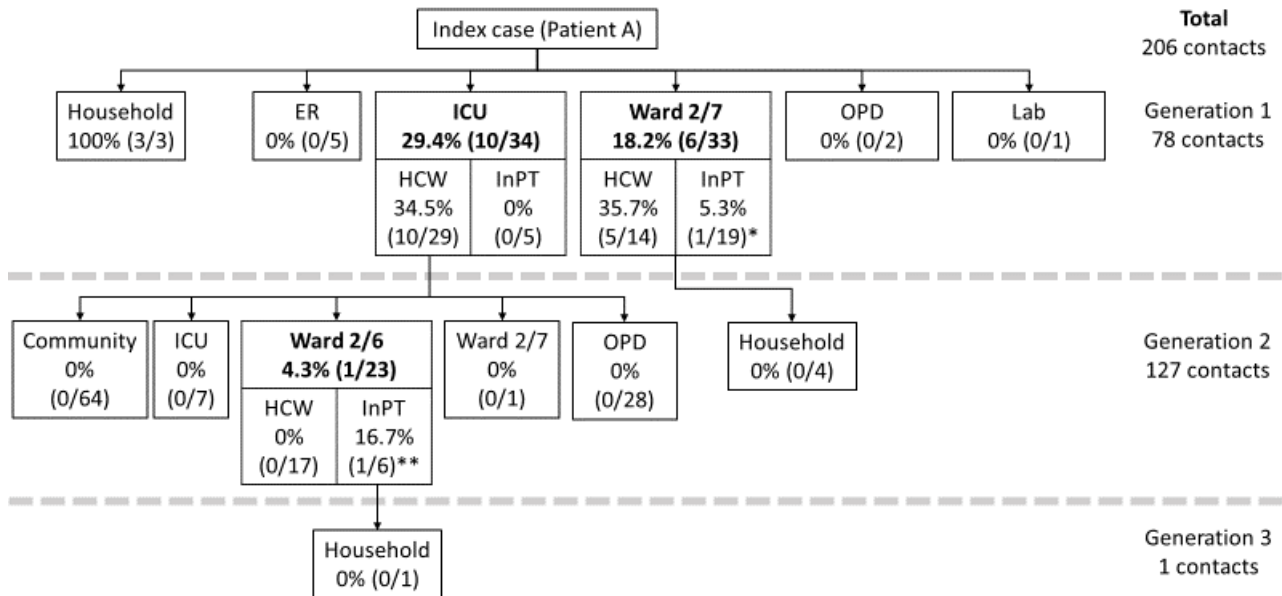 Index case (Patient A)
Total
206 contacts
Household
100% (3/3)
ER
0% (0/5)
ICU
29.4% (10/34)
HCW
34.5%
(10/29)
InPT
0%
(0/5)
Ward 2/7
18.2% (6/33)
HCW
35.7%
(5/14)
InPT
5.3%
(1/19)*
OPD
0% (0/2)
Lab
0% (0/1)
Generation 1
78 contacts
Community
0%
(0/64)
ICU
0%
(0/7)
Ward 2/6
4.3% (1/23)
HCW
0%
(0/17)
InPT
16.7%
(1/6)**
Ward 2/7
0%
(0/1)
OPD
0%
(0/28)
Household
0% (0/4)
Generation 2
127 contacts
Household
0% (0/1)
Generation 3
1 contacts